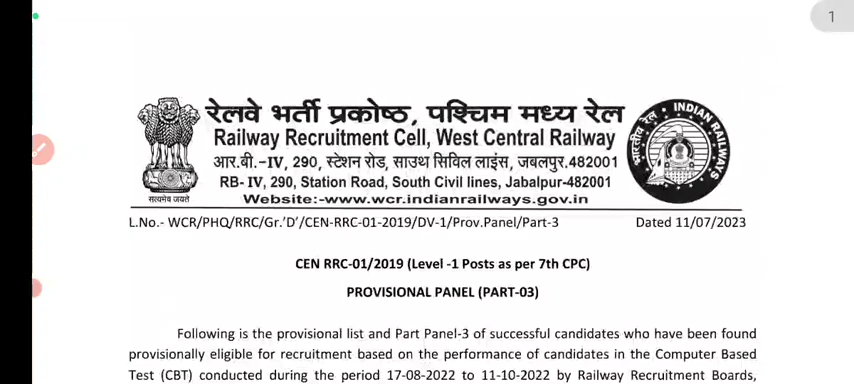 1
रेलवे भर्ती प्रकोष्ठ, पश्चिम मध्य रेल
Railway Recruitment Cell, West Central Railway
आर.बी.-IV, 290, स्टेशन रोड, साउथ सिविल लाइंस, जबलपुर.482001
RB- IV, 290, Station Road, South Civil lines, Jabalpur-482001
Website:-www.wcr.indianrailways.gov.in
सत्यमेव जयते
भारतीय रेल INDIAN RAILWAYS
L.No.- WCR/PHQ/RRC/Gr.'D'/CEN-RRC-01-2019/DV-1/Prov.Panel/Part-3 Dated 11/07/2023
CEN RRC-01/2019 (Level -1 Posts as per 7th CPC)
PROVISIONAL PANEL (PART-03)
Following is the provisional list and Part Panel-3 of successful candidates who have been found
provisionally eligible for recruitment based on the performance of candidates in the Computer Based
Test (CBT) conducted during the period 17-08-2022 to 11-10-2022 by Railway Recruitment Boards,